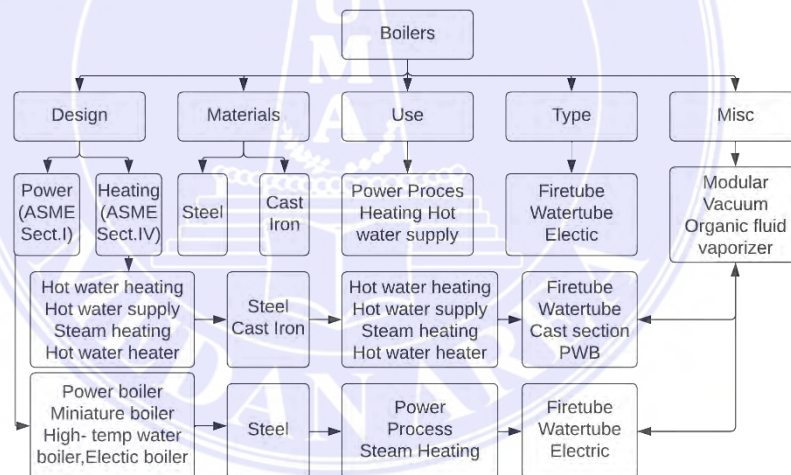 Boilers
Design
Materials
Use
Type
Misc
Power
(ASME
Sect.I)
Heating
(ASME
Sect.IV)
Steel
Cast
Iron
Power Proces
Heating Hot
water supply
Firetube
Watertube
Electic
Modular
Vacuum
Organic fluid
vaporizer
Hot water heating
Hot water supply
Steam heating
Hot water heater
Steel
Cast Iron
Hot water heating
Hot water supply
Steam heating
Hot water heater
Firetube
Watertube
Cast section
PWB
Power boiler
Miniature boiler
High- temp water
boiler,Electic boiler
Steel
Power
Process
Steam Heating
Firetube
Watertube
Electric
UMA
EDAN AREA